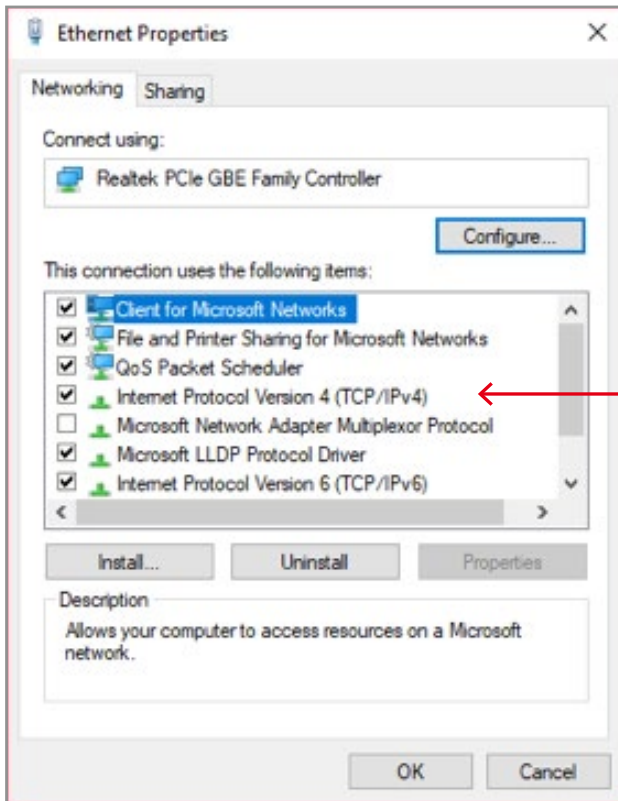 Ethernet Properties
Networking
Sharing
Connect using:
Realtek PCIe GBE Family Controller
Configure...
This connection uses the following items:
Client for Microsoft Networks
File and Printer Sharing for Microsoft Networks
QoS Packet Scheduler
Internet Protocol Version 4 (TCP/IPv4)
Microsoft Network Adapter Multiplexor Protocol
Microsoft LLDP Protocol Driver
Internet Protocol Version 6 (TCP/IPv6)
Install...
Uninstall
Properties
Description
Allows your computer to access resources on a Microsoft
network.
OK
Cancel